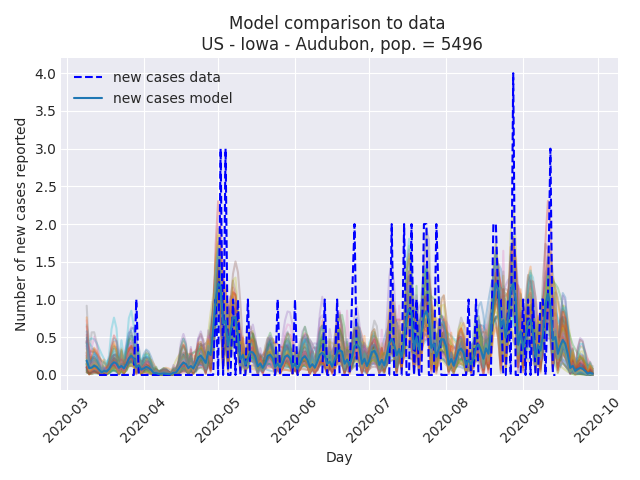 Model comparison to data
US - Iowa - Audubon, pop. = 5496
new cases data
new cases model
Number of new cases reported
4.0
3.5
3.0
2.5
2.0
1.5
1.0
0.5
0.0
2020-03
2020-04
2020-05
2020-06
2020-07
2020-08
2020-09
2020-10
Day